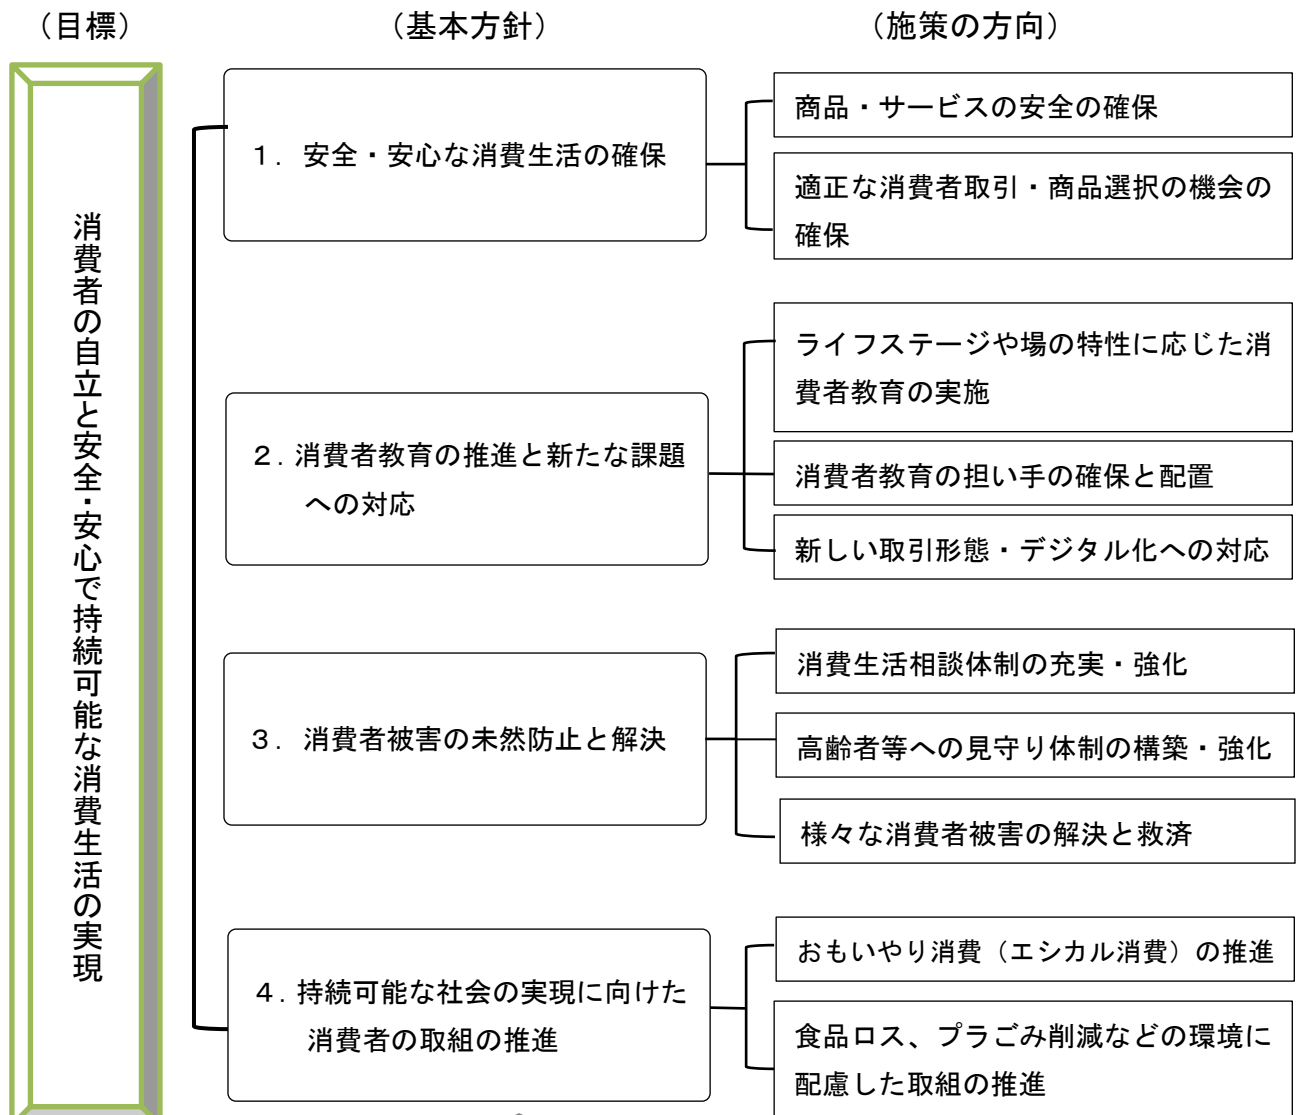 （目標）
（基本方針）
（施策の方向）
消費者の自立と安全・安心で持続可能な消費生活の実現
１．安全・安心な消費生活の確保
商品・サービスの安全の確保
適正な消費者取引・商品選択の機会の
確保
２．消費者教育の推進と新たな課題
への対応
ライフステージや場の特性に応じた消
費者教育の実施
消費者教育の担い手の確保と配置
新しい取引形態・デジタル化への対応
３．消費者被害の未然防止と解決
消費生活相談体制の充実・強化
高齢者等への見守り体制の構築・強化
様々な消費者被害の解決と救済
４．持続可能な社会の実現に向けた
消費者の取組の推進
おもいやり消費（エシカル消費）の推進
食品ロス、プラごみ削減などの環境に
配慮した取組の推進